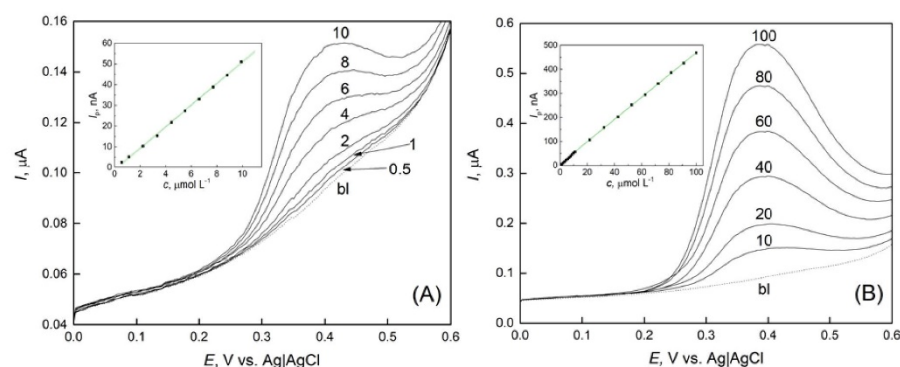 0.16
0.14
0.12
0.10
0.08
0.06
0.04
I, µA
0.0 0.1 0.2 0.3 0.4 0.5 0.6
E, V vs. Ag|AgCl
60
50
40
30
20
10
0
Ip, nA
0 2 4 6 8 10
c, µmol L⁻¹
10
8
6
4
2
1
0.5
bl
(A)
0.6
0.5
0.4
0.3
0.2
0.1
0.0
I, µA
0.0 0.1 0.2 0.3 0.4 0.5 0.6
E, V vs. Ag|AgCl
500
400
300
200
100
0
Ip, nA
0 20 40 60 80 100
c, µmol L⁻¹
100
80
60
40
20
10
bl
(B)